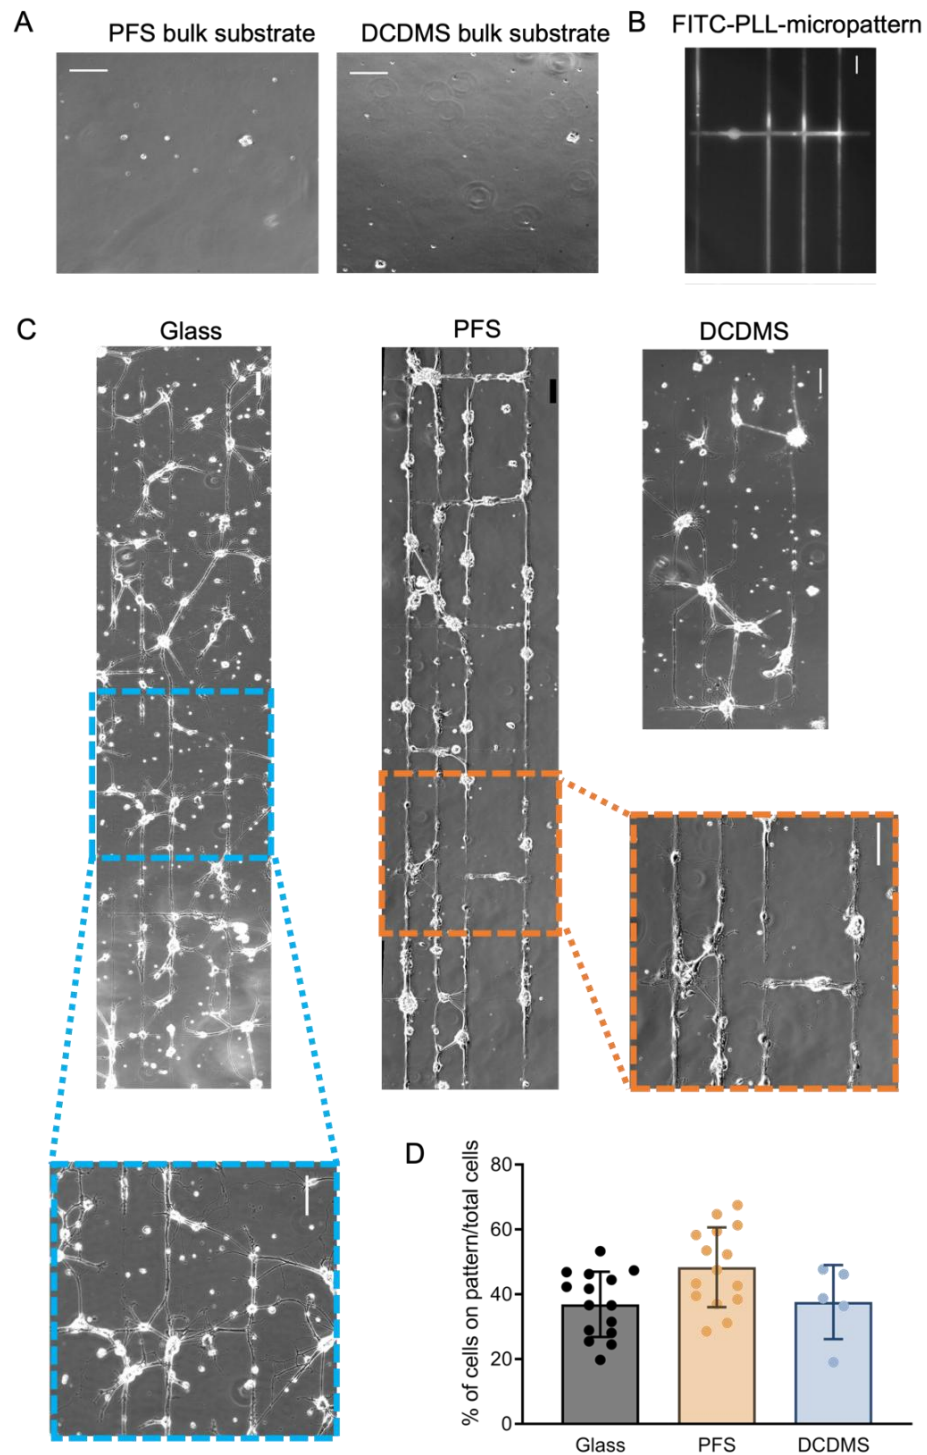 A
PFS bulk substrate
DCDMS bulk substrate
B
FITC-PLL-micropattern
C
Glass
PFS
DCDMS
D
% of cells on pattern/total cells
80
60
40
20
0
Glass
PFS
DCDMS